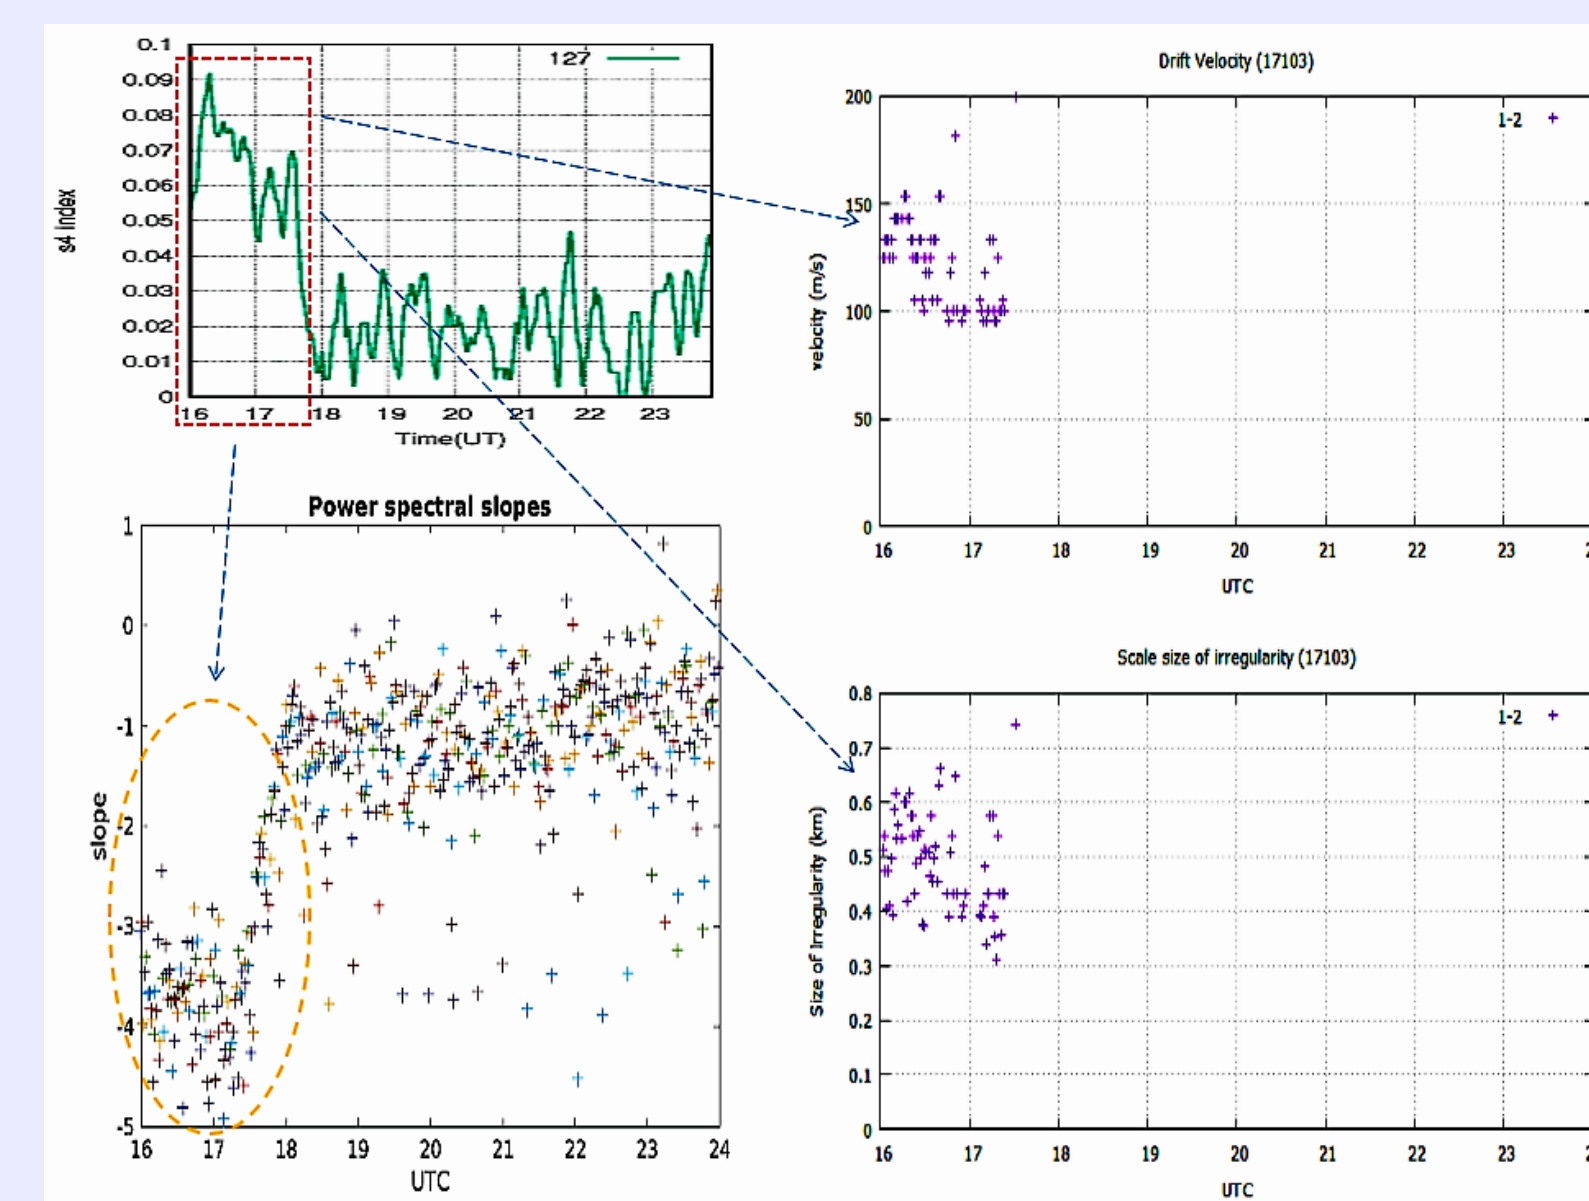 0.1
127
0.09
0.08
0.07
0.06
0.05
0.04
0.03
0.02
0.01
0
s4 index
16 17 18 19 20 21 22 23
Time(UT)
Drift Velocity (17103)
200
1-2
150
100
50
0
velocity (m/s)
16 17 18 19 20 21 22 23
UTC
Power spectral slopes
1
0
-1
-2
-3
-4
-5
slope
16 17 18 19 20 21 22 23 24
UTC
Scale size of irregularity (17103)
0.8
1-2
0.7
0.6
0.5
0.4
0.3
0.2
0.1
0
Size of Irregularity (km)
16 17 18 19 20 21 22 23
UTC